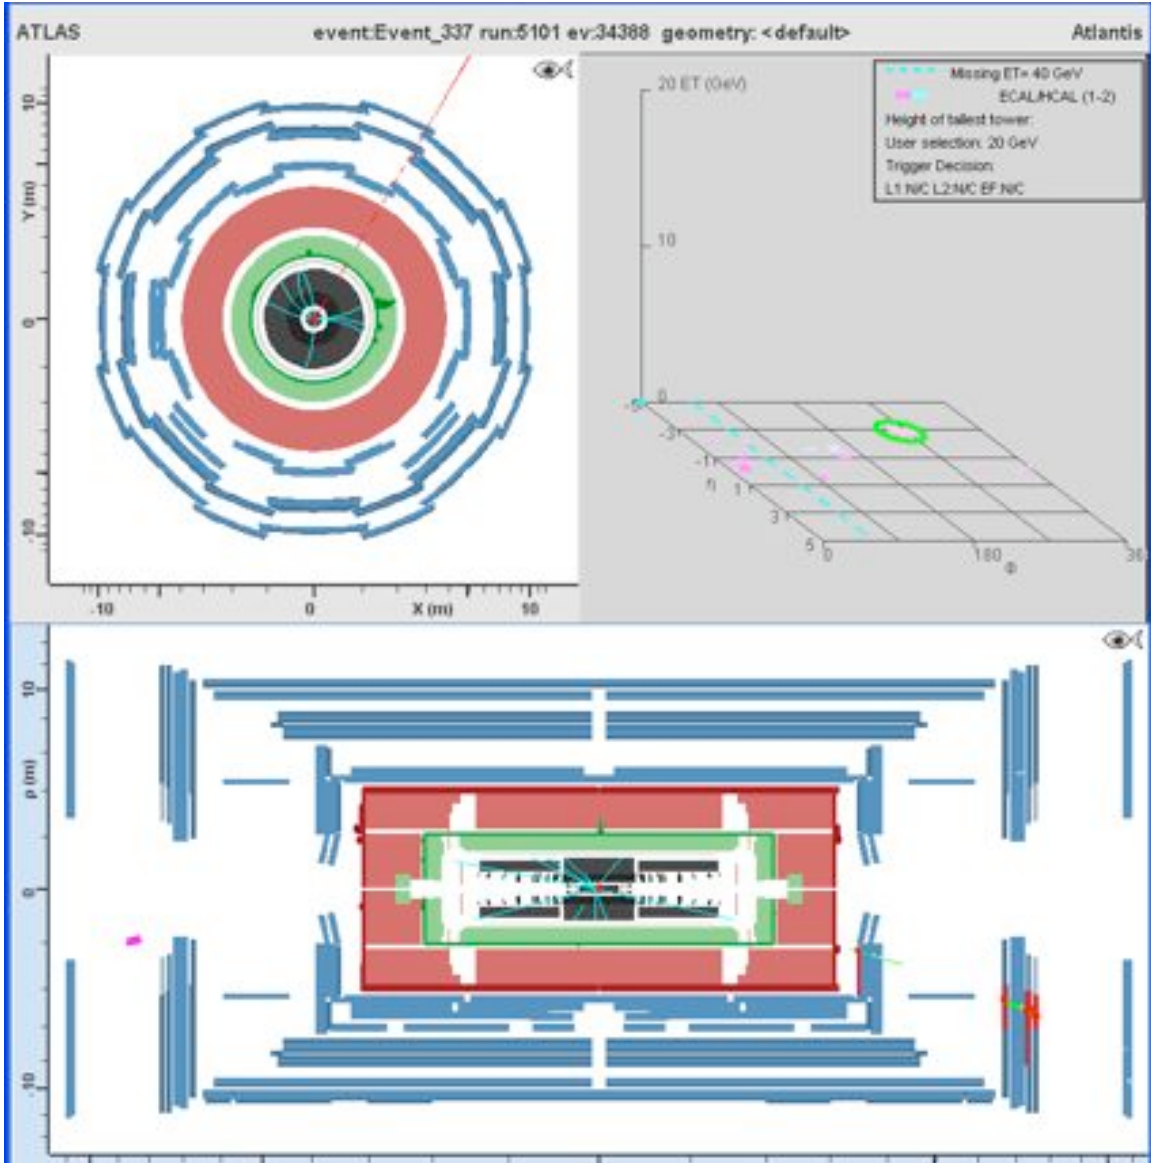 ATLAS event:Event_337 run:5101 ev:34388 geometry: <default> Atlantis
10
Y (m)
0
-10
-10 0 X (m) 10
20 ET (GeV)
10
0
-5
-3
-1
η
1
3
5
0 180 36
Φ
Missing ET= 40 GeV
ECAL/HCAL (1-2)
Height of tallest tower:
User selection: 20 GeV
Trigger Decision:
L1:N/C L2:N/C EF:N/C
10
ρ (m)
0
-10